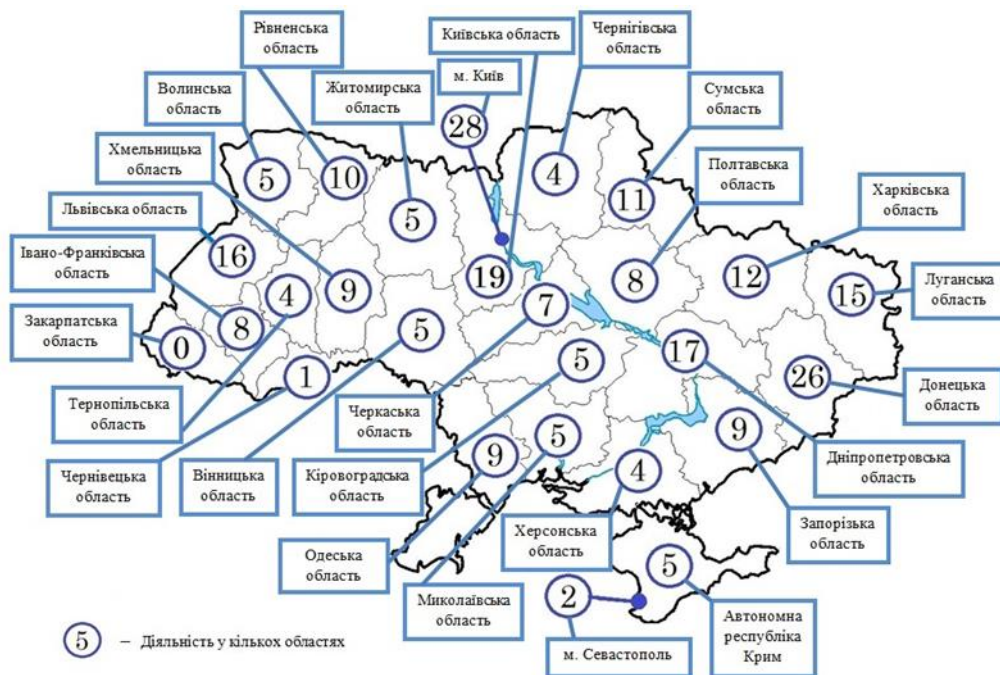 Рівненська
область
Київська область
Чернігівська
область
м. Київ
Волинська
область
Житомирська
область
Сумська
область
28
Хмельницька
область
Полтавська
область
Харківська
область
5
10
4
11
5
Львівська область
16
Івано-Франківська
область
4
9
19
7
8
12
15
Луганська
область
Закарпатська
область
0
8
1
5
5
17
26
Донецька
область
Тернопільська
область
Черкаська
область
9
5
4
9
Дніпропетровська
область
Чернівецька
область
Вінницька
область
Кіровоградська
область
Херсонська
область
Запорізька
область
Одеська
область
Миколаївська
область
5
2
Автономна
республіка
Крим
5 – Діяльність у кількох областях
м. Севастополь